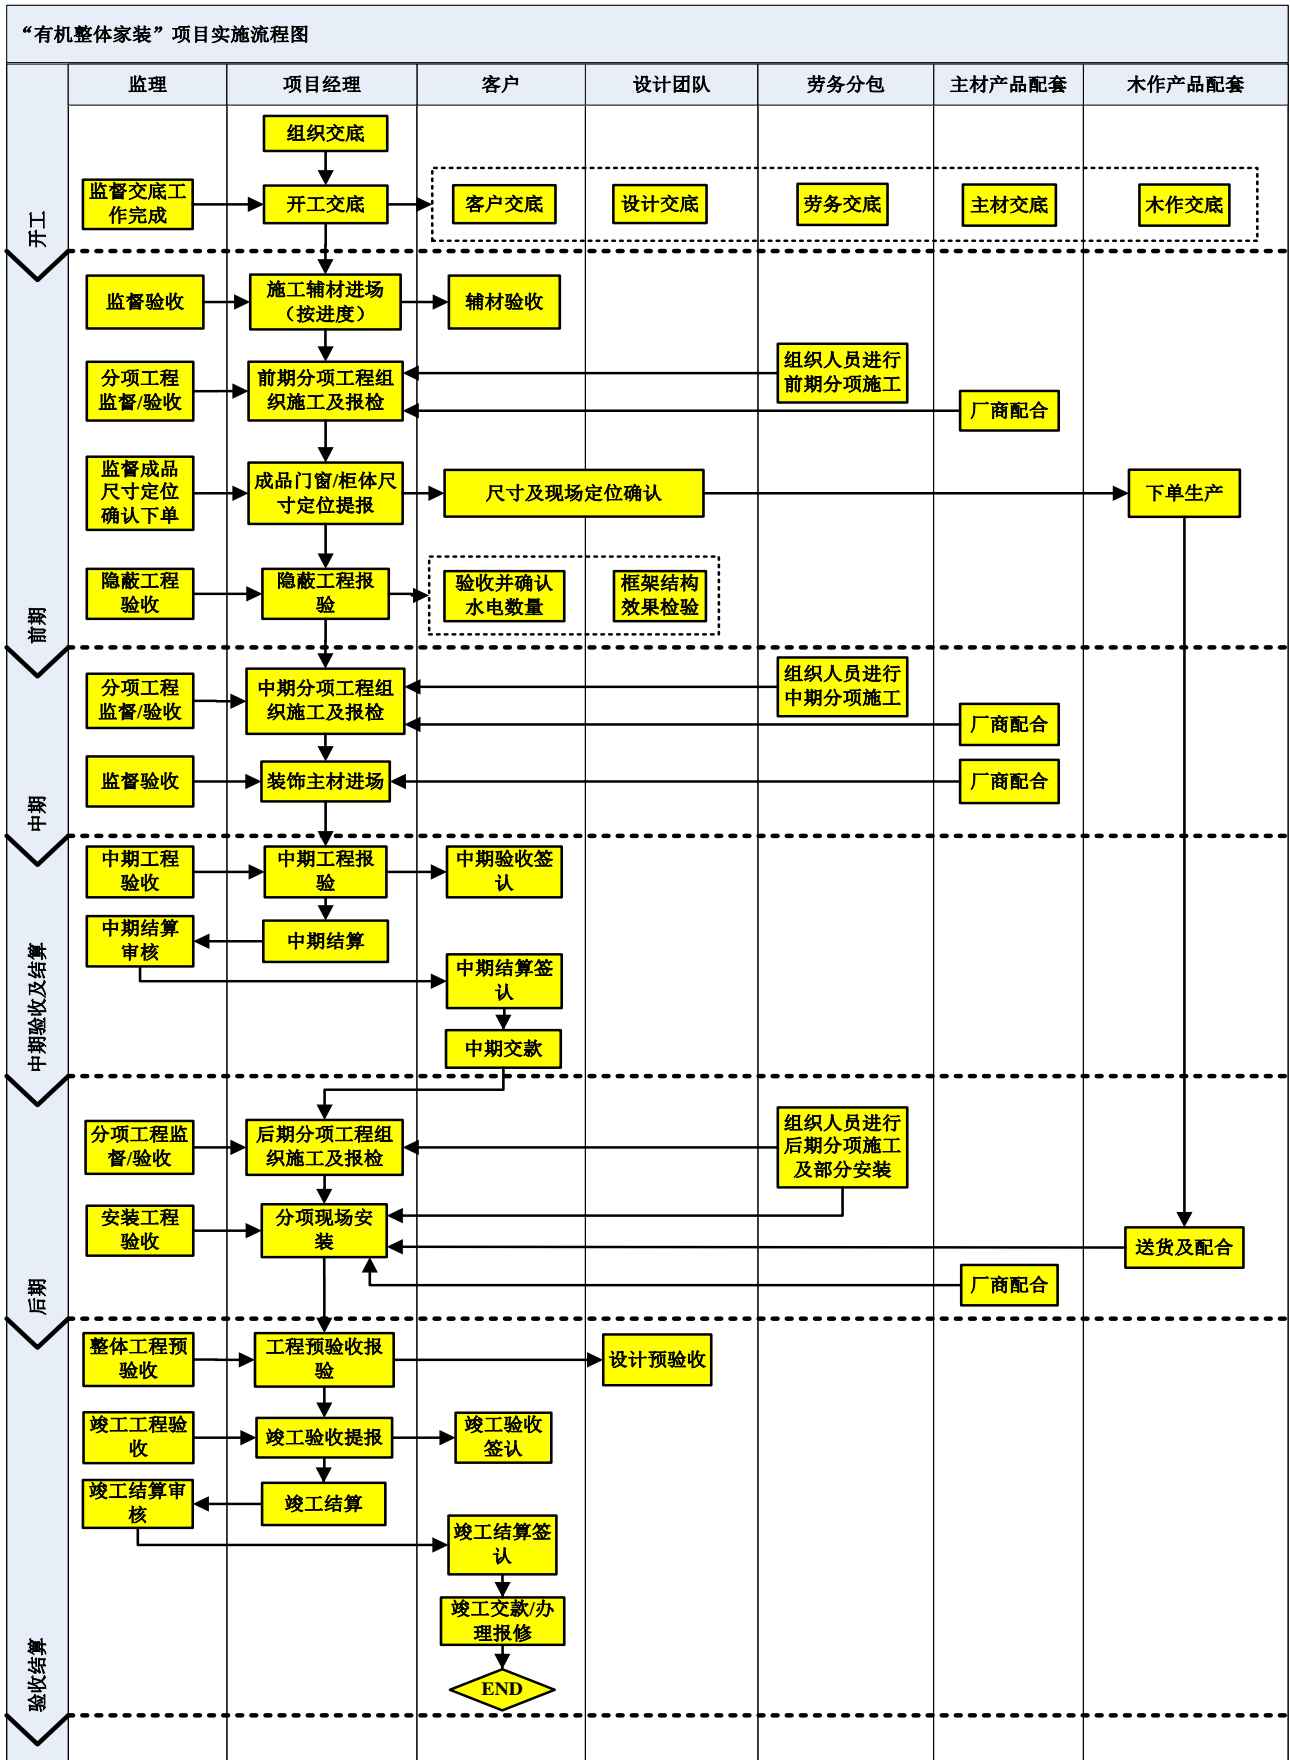 “有机整体家装”项目实施流程图
监理
项目经理
客户
设计团队
劳务分包
主材产品配套
木作产品配套
开工
组织交底
监督交底工
作完成
开工交底
客户交底
设计交底
劳务交底
主材交底
木作交底
前期
监督验收
施工辅材进场
（按进度）
辅材验收
分项工程
监督/验收
前期分项工程组
织施工及报检
组织人员进行
前期分项施工
厂商配合
监督成品
尺寸定位
确认下单
成品门窗/柜体尺
寸定位提报
尺寸及现场定位确认
下单生产
隐蔽工程
验收
隐蔽工程报
验
验收并确认
水电数量
框架结构
效果检验
中期
分项工程
监督/验收
中期分项工程组
织施工及报检
组织人员进行
中期分项施工
厂商配合
监督验收
装饰主材进场
厂商配合
中期验收及结算
中期工程
验收
中期工程报
验
中期验收签
认
中期结算
审核
中期结算
中期结算签
认
中期交款
后期
分项工程监
督/验收
后期分项工程组
织施工及报检
组织人员进行
后期分项施工
及部分安装
安装工程
验收
分项现场安
装
送货及配合
厂商配合
验收结算
整体工程预
验收
工程预验收报
验
设计预验收
竣工工程验
收
竣工验收提报
竣工验收
签认
竣工结算审
核
竣工结算
竣工结算签
认
竣工交款/办
理报修
END